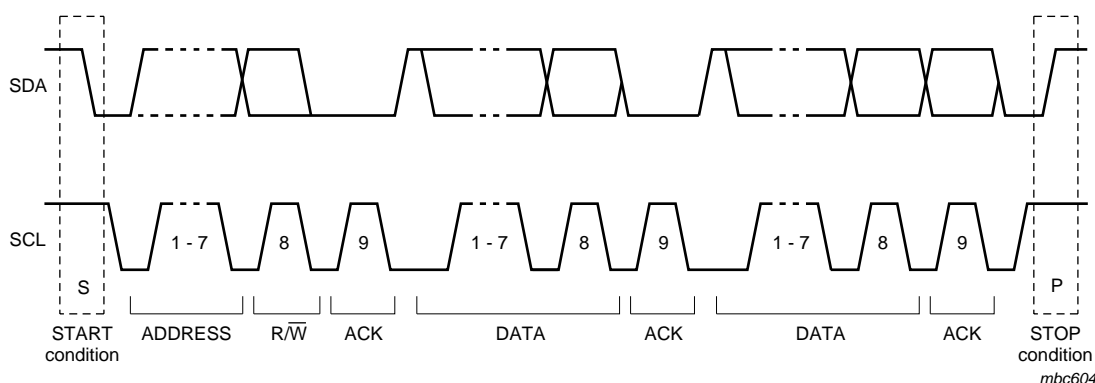 SDA
SCL
1 - 7
8
9
1 - 7
8
9
1 - 7
8
9
S
P
START
condition
ADDRESS
R/W̅
ACK
DATA
ACK
DATA
ACK
STOP
condition
mbc604